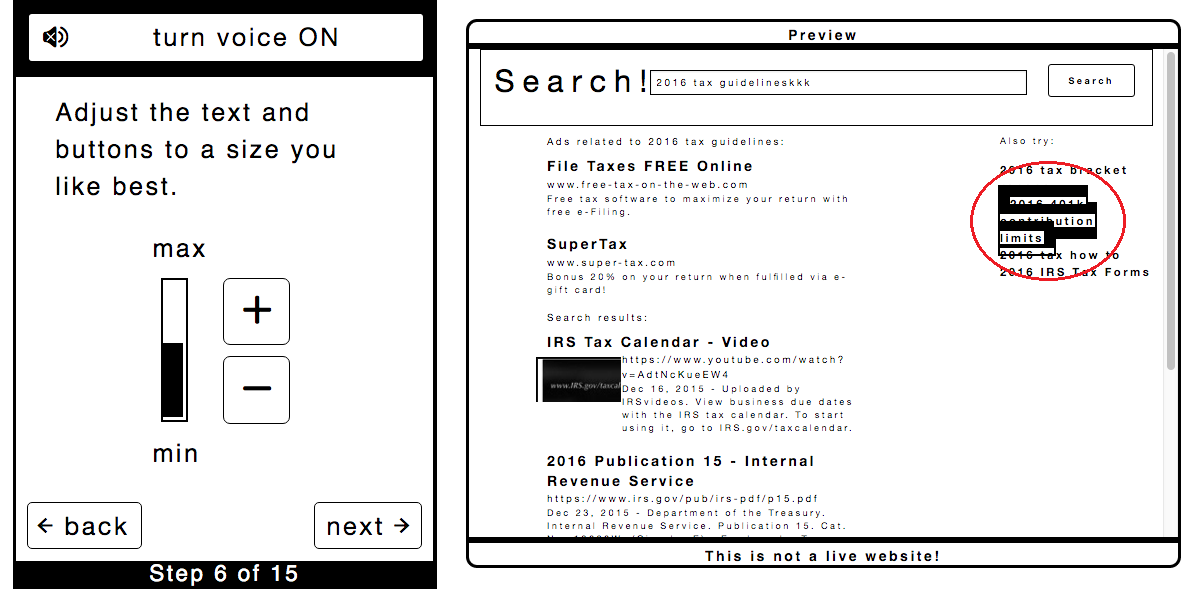 turn voice ON
Adjust the text and
buttons to a size you
like best.
max
+
−
min
← back
next →
Step 6 of 15
Preview
Search!
2016 tax guidelineskkk
Search
Ads related to 2016 tax guidelines:
File Taxes FREE Online
www.free-tax-on-the-web.com
Free tax software to maximize your return with
free e-Filing.
SuperTax
www.super-tax.com
Bonus 20% on your return when fulfilled via e-
gift card!
Search results:
IRS Tax Calendar - Video
www.IRS.gov/taxcal
https://www.youtube.com/watch?
v=AdtNcKueEW4
Dec 16, 2015 - Uploaded by
IRSvideos. View business due dates
with the IRS tax calendar. To start
using it, go to IRS.gov/taxcalendar.
2016 Publication 15 - Internal
Revenue Service
https://www.irs.gov/pub/irs-pdf/p15.pdf
Dec 23, 2015 - Department of the Treasury.
Internal Revenue Service. Publication 15. Cat.
Also try:
2016 tax bracket
2016 401k
contribution
limits
2016 tax how to
2016 IRS Tax Forms
This is not a live website!